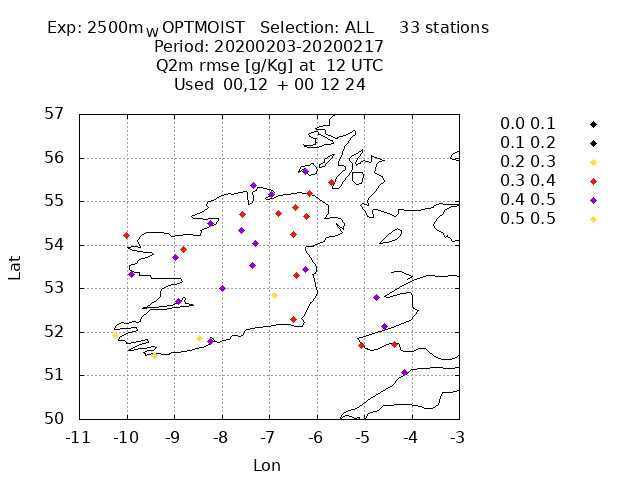 Exp: 2500mW OPTMOIST Selection: ALL 33 stations
Period: 20200203-20200217
Q2m rmse [g/Kg] at 12 UTC
Used 00,12 + 00 12 24
57
56
55
54
53
52
51
50
-11 -10 -9 -8 -7 -6 -5 -4 -3
Lat
Lon
0.0 0.1
0.1 0.2
0.2 0.3
0.3 0.4
0.4 0.5
0.5 0.5